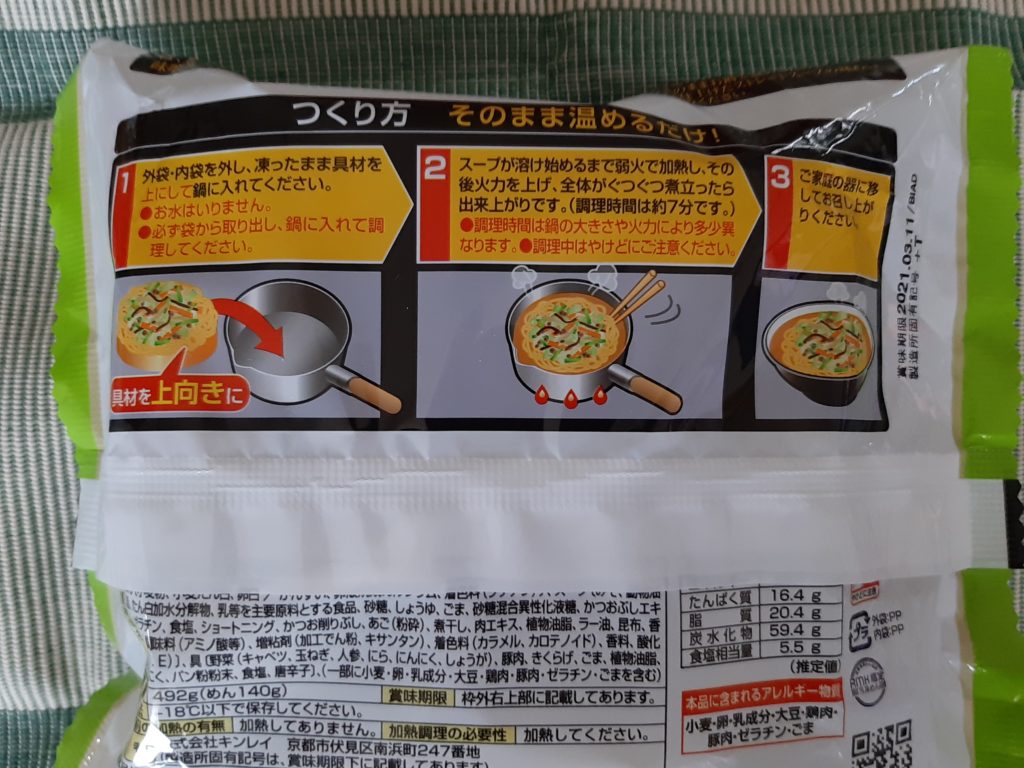 つくり方 そのまま温めるだけ!
1
外袋・内袋を外し、凍ったまま具材を
上にして鍋に入れてください。
●お水はいりません。
●必ず袋から取り出し、鍋に入れて調
理してください。
具材を上向きに
2
スープが溶け始めるまで弱火で加熱し、その
後火力を上げ、全体がぐつぐつ煮立ったら
出来上がりです。(調理時間は約7分です。)
●調理時間は鍋の大きさや火力により多少異
なります。●調理中はやけどにご注意ください。
3
ご家庭の器に移
してお召し上が
りください。
賞味期限2021.03.11/BIAD
製造所固有記号
たん白加水分解物、乳等を主要原料とする食品、砂糖、しょうゆ、ごま、砂糖混合異性化液糖、かつおぶしエキ
ラチン、食塩、ショートニング、かつお削りぶし、あご(粉砕)、煮干し、肉エキス、植物油脂、ラー油、昆布、香
味料(アミノ酸等)、増粘剤(加工でん粉、キサンタン)、着色料(カラメル、カロテノイド)、香料、酸化
E)]、具〔野菜(キャベツ、玉ねぎ、人参、にら、にんにく、しょうが)、豚肉、きくらげ、ごま、植物油脂
く、パン粉粉末、食塩、唐辛子〕、(一部に小麦・卵・乳成分・大豆・鶏肉・豚肉・ゼラチン・ごまを含む)
492g(めん140g) 賞味期限 枠外右上部に記載してあります。
-18℃以下で保存してください。
加熱の有無 加熱してありません。 加熱調理の必要性 加熱してください。
株式会社キンレイ 京都市伏見区南浜町247番地
製造所固有記号は、賞味期限下に記載してあります)
たんぱく質 16.4 g
脂質 20.4 g
炭水化物 59.4 g
食塩相当量 5.5 g
(推定値)
本品に含まれるアレルギー物質
小麦・卵・乳成分・大豆・鶏肉・
豚肉・ゼラチン・ごま
外袋:PP
内袋:PP